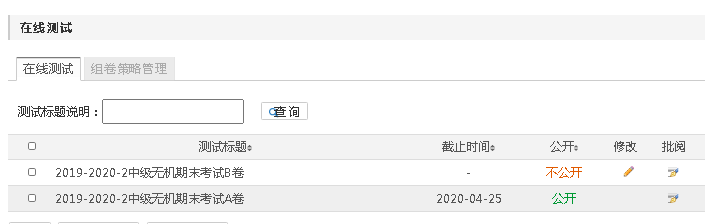 在线测试
在线测试 组卷策略管理
测试标题说明： 查询
测试标题 截止时间 公开 修改 批阅
2019-2020-2中级无机期末考试B卷 - 不公开
2019-2020-2中级无机期末考试A卷 2020-04-25 公开